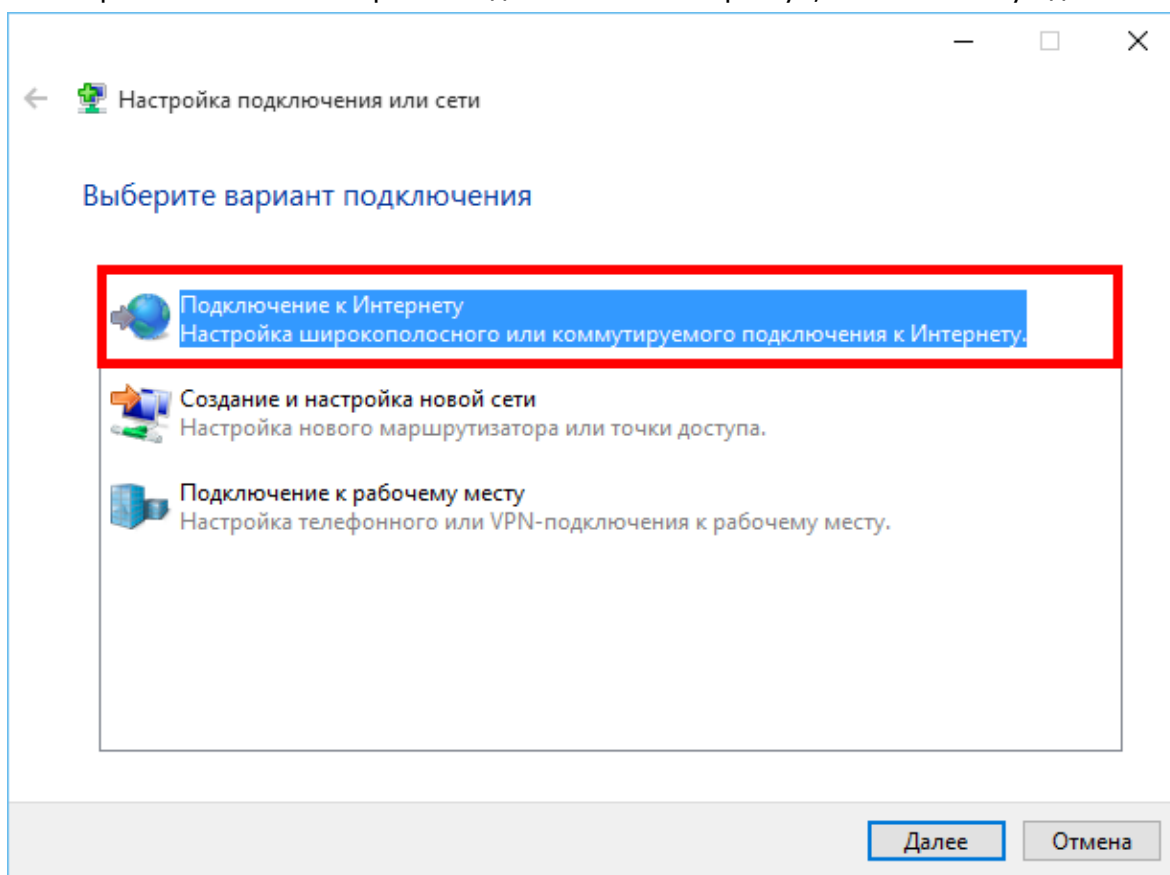 Настройка подключения или сети
Выберите вариант подключения
Подключение к Интернету
Настройка широкополосного или коммутируемого подключения к Интернету.
Создание и настройка новой сети
Настройка нового маршрутизатора или точки доступа.
Подключение к рабочему месту
Настройка телефонного или VPN-подключения к рабочему месту.
Далее
Отмена